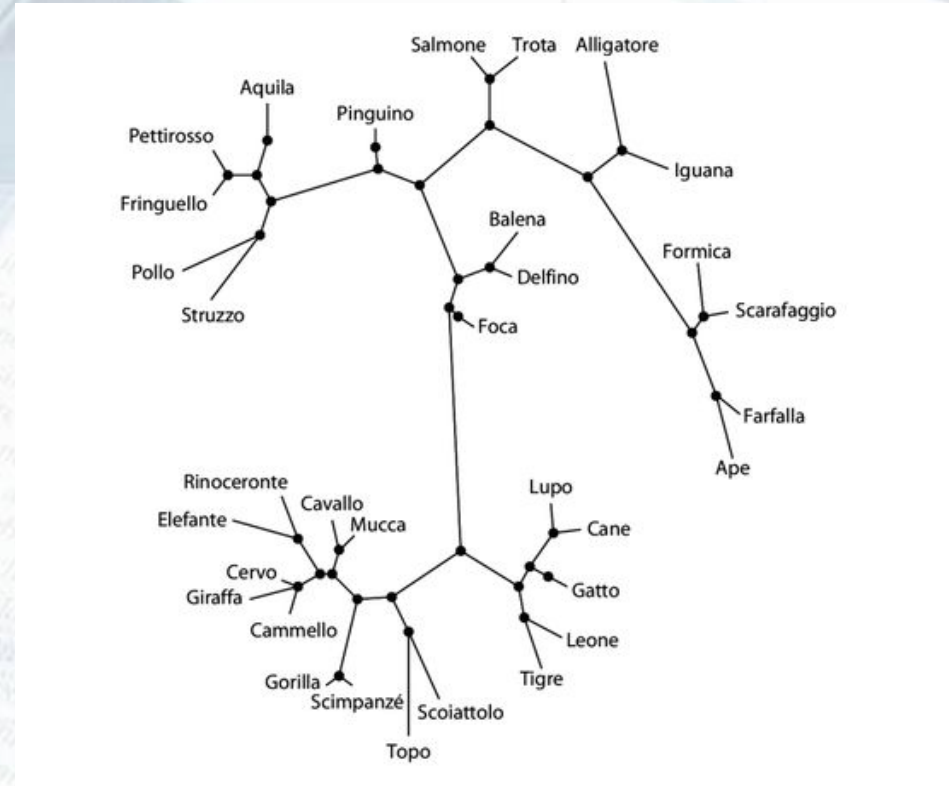 Salmone
Trota
Alligatore
Aquila
Pinguino
Pettirosso
Iguana
Fringuello
Balena
Formica
Pollo
Delfino
Struzzo
Scarafaggio
Foca
Farfalla
Ape
Rinoceronte
Lupo
Cavallo
Elefante
Mucca
Cane
Cervo
Gatto
Giraffa
Cammello
Leone
Gorilla
Tigre
Scimpanzé
Scoiattolo
Topo